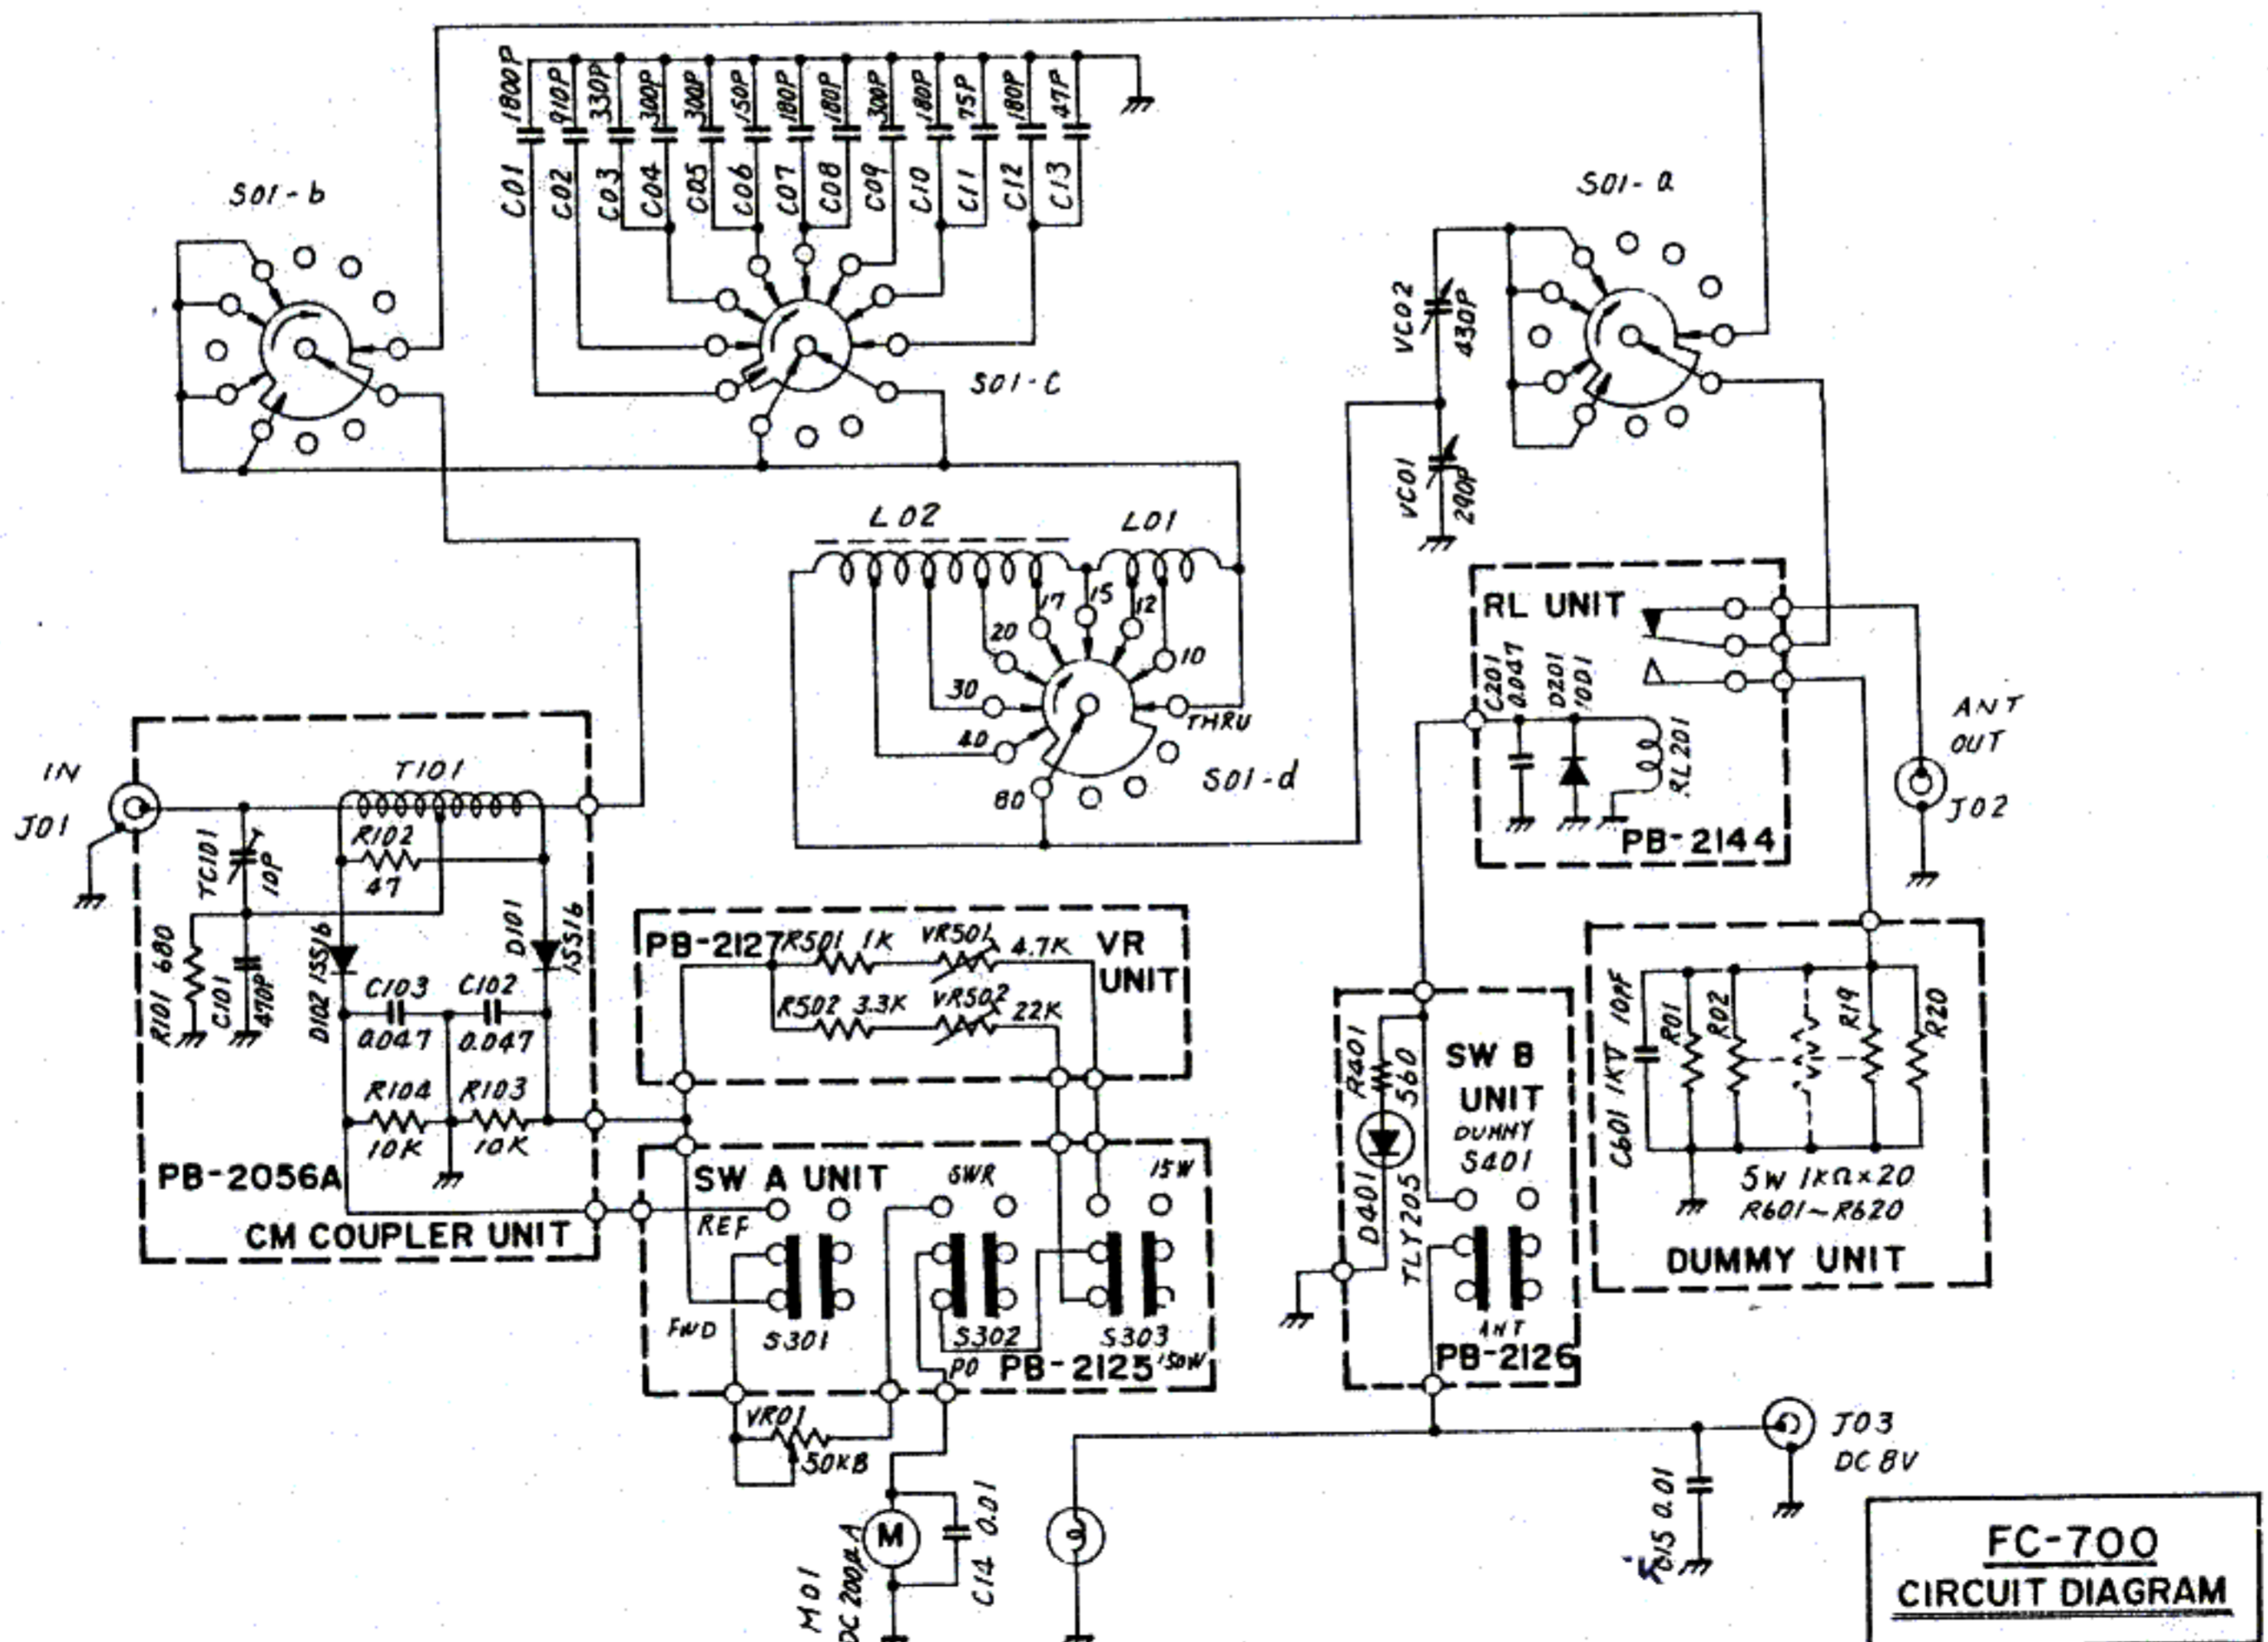 S01-b
1800P
910P
330P
300P
300P
150P
180P
180P
300P
180P
75P
180P
47P
C01
C02
C03
C04
C05
C06
C07
C08
C09
C10
C11
C12
C13
S01-c
S01-a
VC02
430P
VC01
290P
L02
L01
17
15
12
20
10
30
THRU
40
80
S01-d
RL UNIT
C201
0.047
D201
10D1
RL201
PB-2144
ANT
OUT
J02
IN
J01
T101
R102
47
TC101
10P
R101 680
C101
470P
D102 1SS16
D101
1SS16
C103
0.047
C102
0.047
R104
10K
R103
10K
PB-2056A
CM COUPLER UNIT
PB-2127
R501 1K
VR501
4.7K
VR
UNIT
R502 3.3K
VR502
22K
SW A UNIT
SWR
15W
REF
FWD
S301
S302
S303
PO
PB-2125
150W
VR01
50KB
M
M01
DC 200μA
C14 0.01
R401
560
SW B
UNIT
DUMMY
S401
D401
TLY205
ANT
PB-2126
C601 1KV 10PF
R01
R02
R19
R20
5W 1KΩ×20
R601~R620
DUMMY UNIT
J03
DC 8V
C15 0.01
FC-700
CIRCUIT DIAGRAM